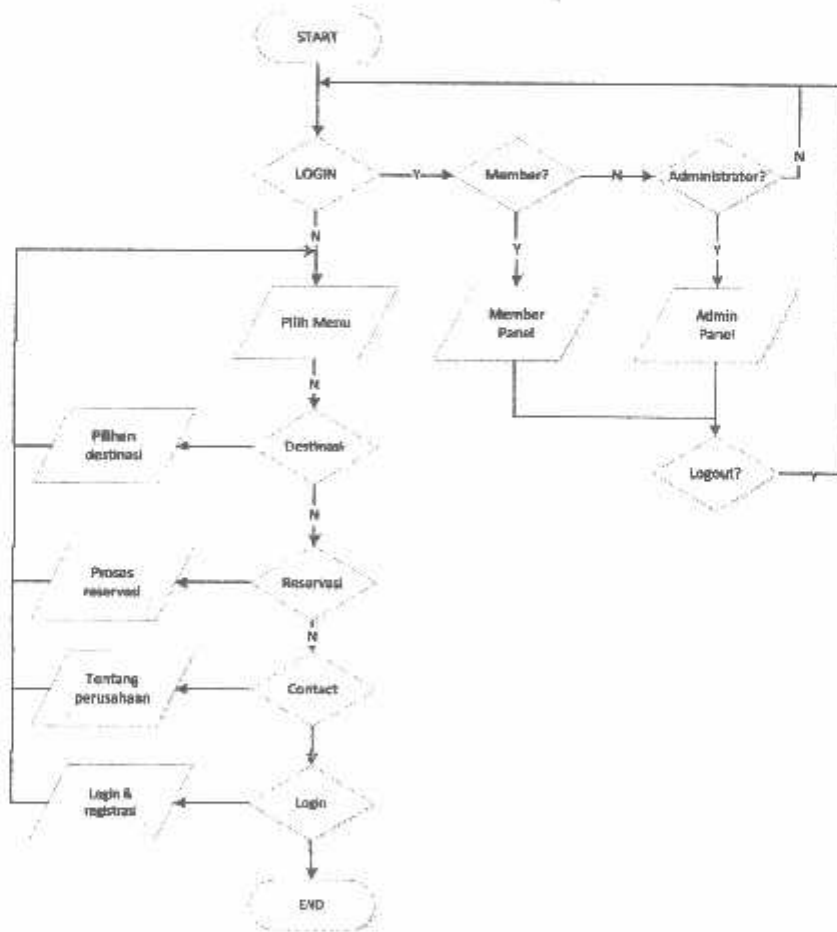 START
N
LOGIN
Y
Member?
N
Administrator?
N
Y
Y
Pilih Menu
Member
Panel
Admin
Panel
N
Pilihan
destinasi
Destinasi
Logout?
Y
N
Proses
reservasi
Reservasi
N
Tentang
perusahaan
Contact
Login &
registrasi
Login
END